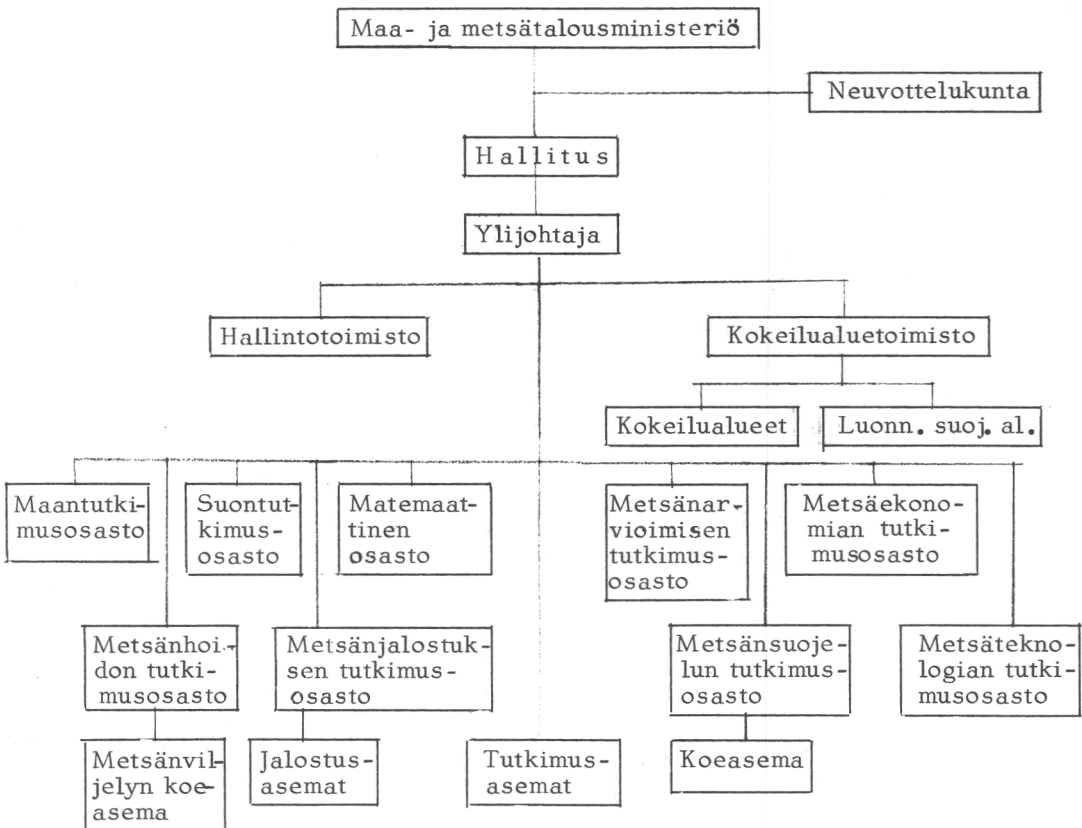 Maa- ja metsätalousministeriö
Neuvottelukunta
Hallitus
Ylijohtaja
Hallintotoimisto
Kokeilualuetoimisto
Kokeilualueet
Luonn. suoj. al.
Maantutki-
musosasto
Suontut-
kimus-
osasto
Matemaat-
tinen
osasto
Metsänar-
vioimisen
tutkimus-
osasto
Metsäekono-
mian tutki-
musosasto
Metsänhoi-
don tutki-
musosasto
Metsänjalostuk-
sen tutkimus-
osasto
Metsänsuoje-
lun tutkimus-
osasto
Metsätekno-
logian tutki-
musosasto
Metsänvil-
jelyn koe-
asema
Jalostus-
asemat
Tutkimus-
asemat
Koeasema